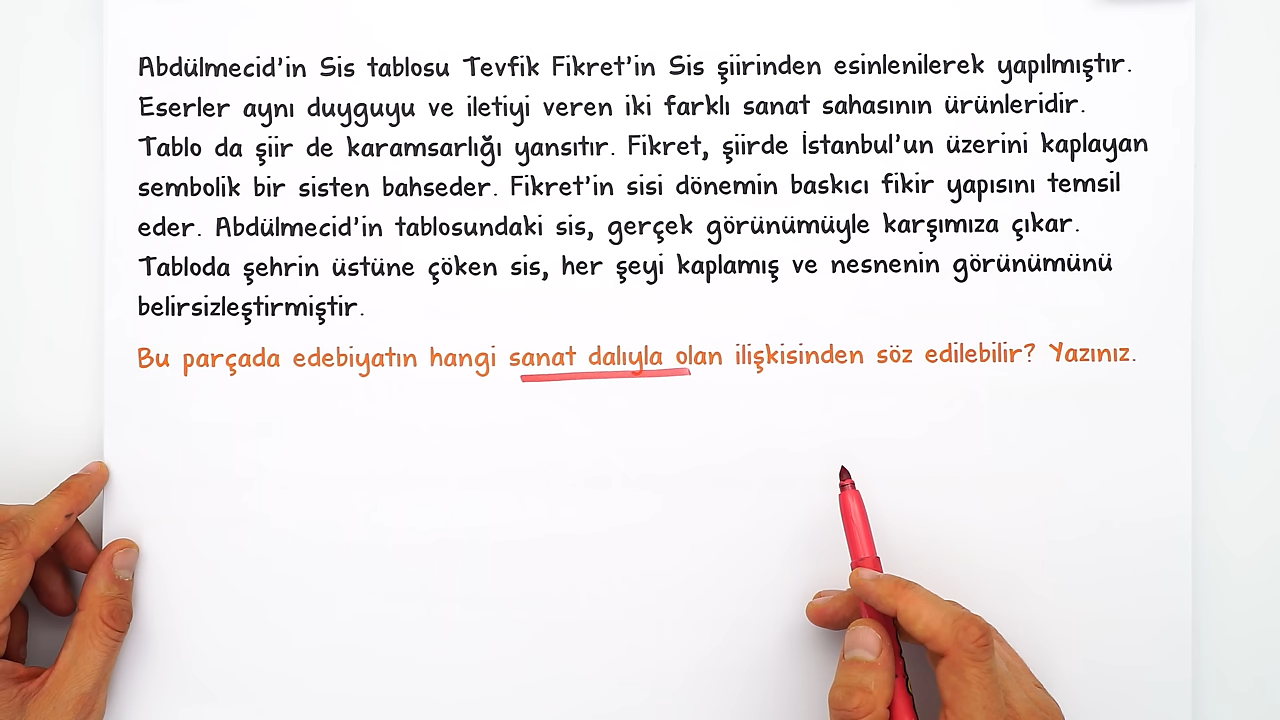 Abdülmecid'in Sis tablosu Tevfik Fikret'in Sis şiirinden esinlenilerek yapılmıştır.
Eserler aynı duyguyu ve iletiyi veren iki farklı sanat sahasının ürünleridir.
Tablo da şiir de karamsarlığı yansıtır. Fikret, şiirde İstanbul'un üzerini kaplayan
sembolik bir sisten bahseder. Fikret'in sisi dönemin baskıcı fikir yapısını temsil
eder. Abdülmecid'in tablosundaki sis, gerçek görünümüyle karşımıza çıkar.
Tabloda şehrin üstüne çöken sis, her şeyi kaplamış ve nesnenin görünümünü
belirsizleştirmiştir.
Bu parçada edebiyatın hangi sanat dalıyla olan ilişkisinden söz edilebilir? Yazınız.